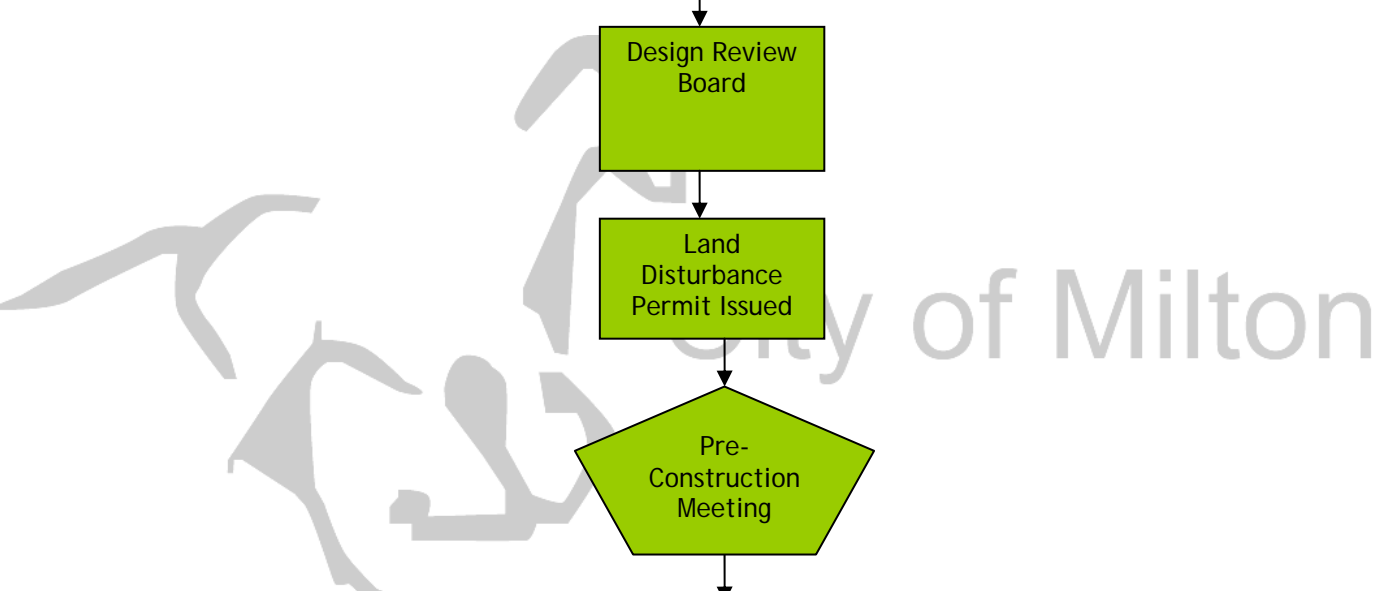 Design Review
Board
Land
Disturbance
Permit Issued
City of Milton
Pre-
Construction
Meeting